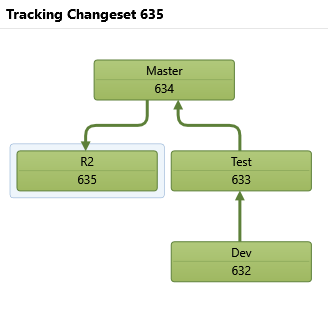 Tracking Changeset 635
Master
634
R2
635
Test
633
Dev
632